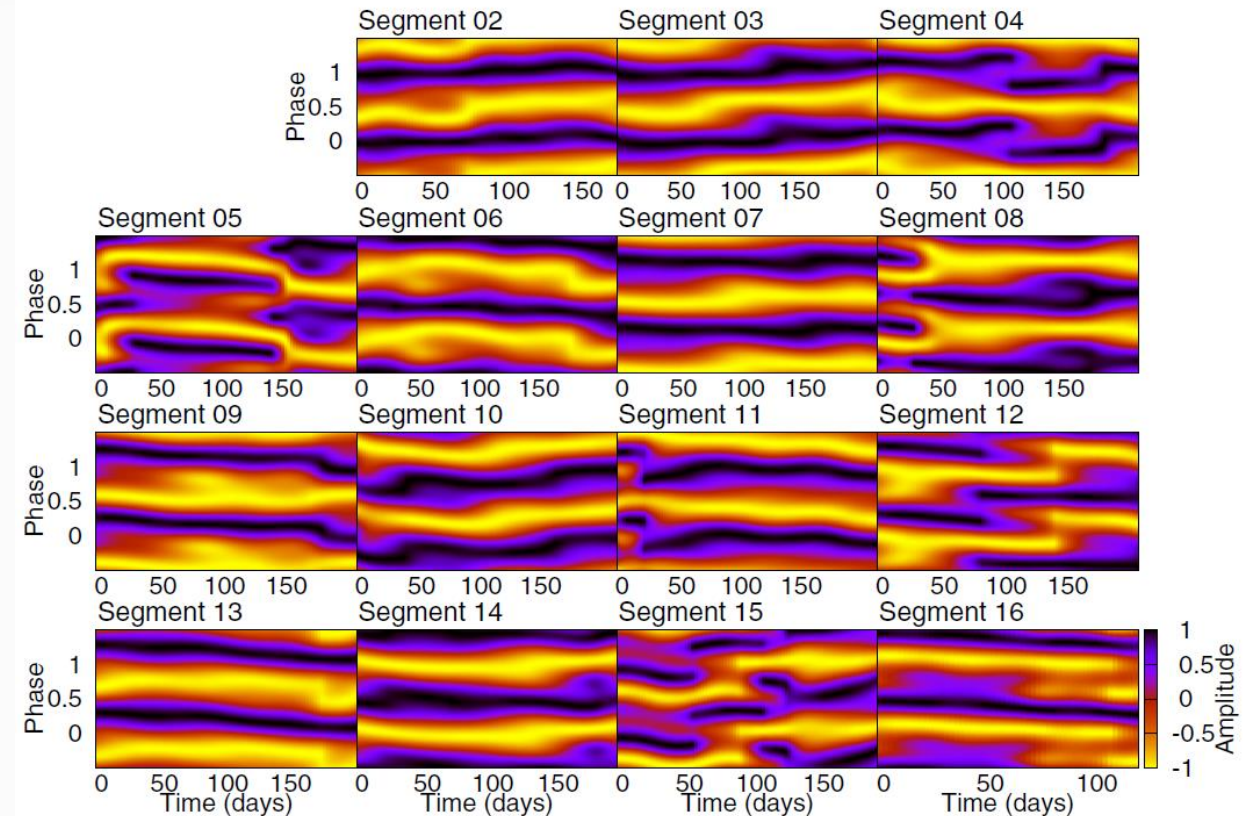 Segment 02 Segment 03 Segment 04
Phase
1
0.5
0
0 50 100 150 0 50 100 150 0 50 100 150
Segment 05 Segment 06 Segment 07 Segment 08
Phase
1
0.5
0
50 100 150 50 100 150 0 50 100 150 0 50 100 150
Segment 09 Segment 10 Segment 11 Segment 12
Phase
1
0.5
0
0 50 100 150 0 50 100 150 0 50 100 150 0 50 100 150
Segment 13 Segment 14 Segment 15 Segment 16
Phase
1
0.5
0
0 50 100 150 0 50 100 150 0 50 100 150 50 100
Time (days) Time (days) Time (days) Time (days)
1
0.5
0
-0.5
-1
Amplitude